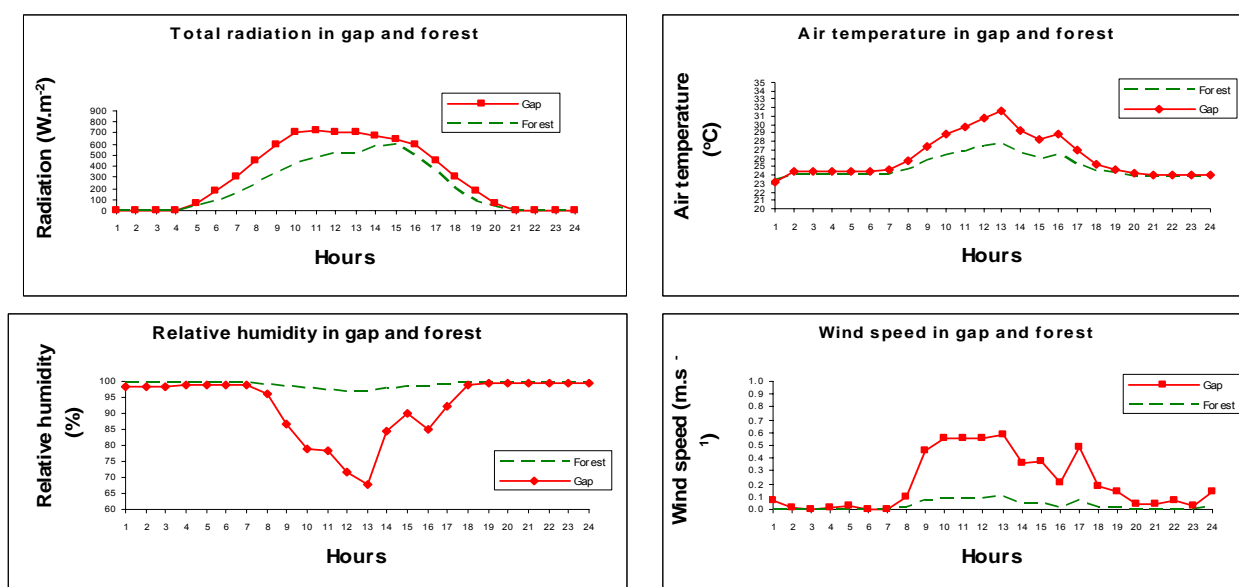 Total radiation in gap and forest
Radiation (W.m-2)
900
800
700
600
500
400
300
200
100
0
Gap
Forest
1 2 3 4 5 6 7 8 9 10 11 12 13 14 15 16 17 18 19 20 21 22 23 24
Hours
Air temperature in gap and forest
Air temperature
(ºC)
35
34
33
32
31
30
29
28
27
26
25
24
23
22
21
20
Forest
Gap
1 2 3 4 5 6 7 8 9 10 11 12 13 14 15 16 17 18 19 20 21 22 23 24
Hours
Relative humidity in gap and forest
Relative humidity
(%)
100
95
90
85
80
75
70
65
60
Forest
Gap
1 2 3 4 5 6 7 8 9 10 11 12 13 14 15 16 17 18 19 20 21 22 23 24
Hours
Wind speed in gap and forest
Wind speed (m.s -
1)
1.0
0.9
0.8
0.7
0.6
0.5
0.4
0.3
0.2
0.1
0.0
Gap
Forest
1 2 3 4 5 6 7 8 9 10 11 12 13 14 15 16 17 18 19 20 21 22 23 24
Hours